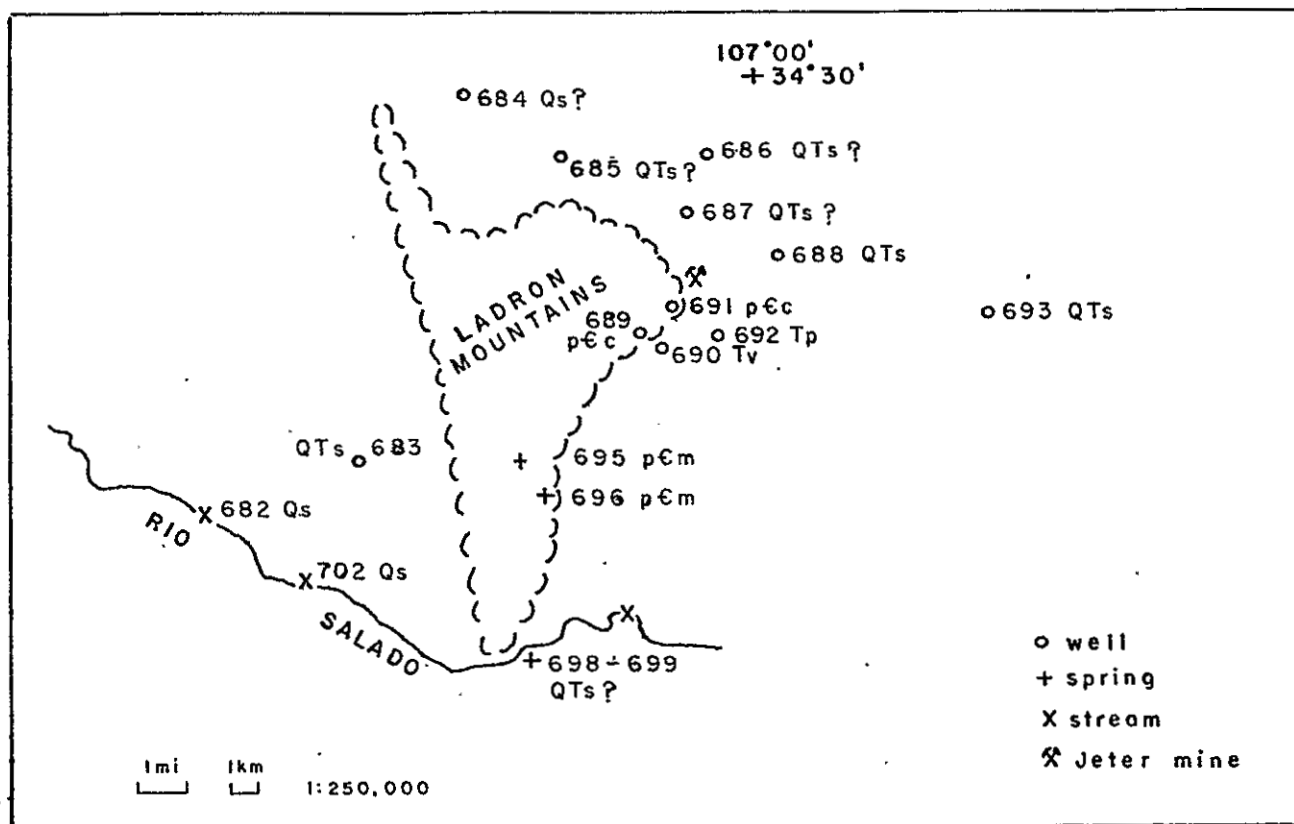 107°00'
+ 34°30'
684 Qs?
685 QTs?
686 QTs?
687 QTs?
688 QTs
LADRON
MOUNTAINS
691 p€c
693 QTs
689
p€c
692 Tp
690 Tv
QTs 683
695 p€m
696 p€m
682 Qs
RIO
702 Qs
SALADO
698-699
QTs?
o well
+ spring
x stream
Jeter mine
1mi 1km 1:250,000